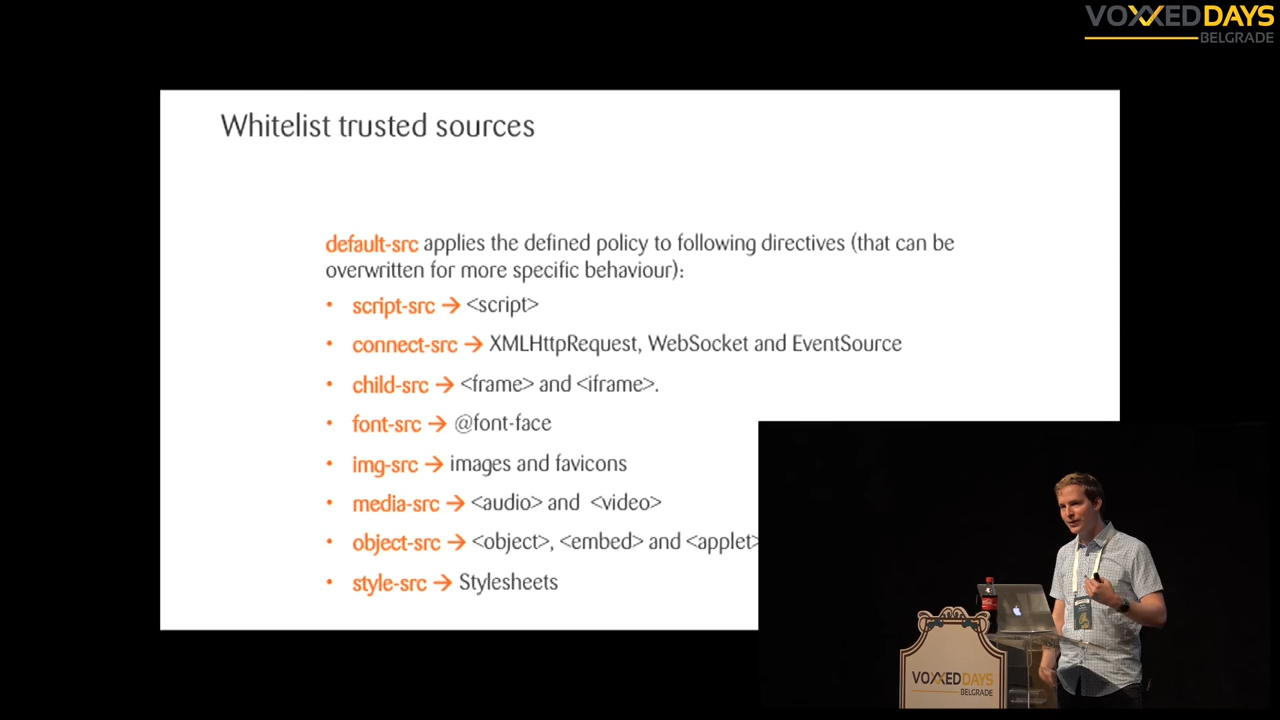 VOXXED DAYS
BELGRADE
Whitelist trusted sources
default-src applies the defined policy to following directives (that can be
overwritten for more specific behaviour):
• script-src → <script>
• connect-src → XMLHttpRequest, WebSocket and EventSource
• child-src → <frame> and <iframe>.
• font-src → @font-face
• img-src → images and favicons
• media-src → <audio> and <video>
• object-src → <object>, <embed> and <applet>
• style-src → Stylesheets
VOXXED DAYS
BELGRADE